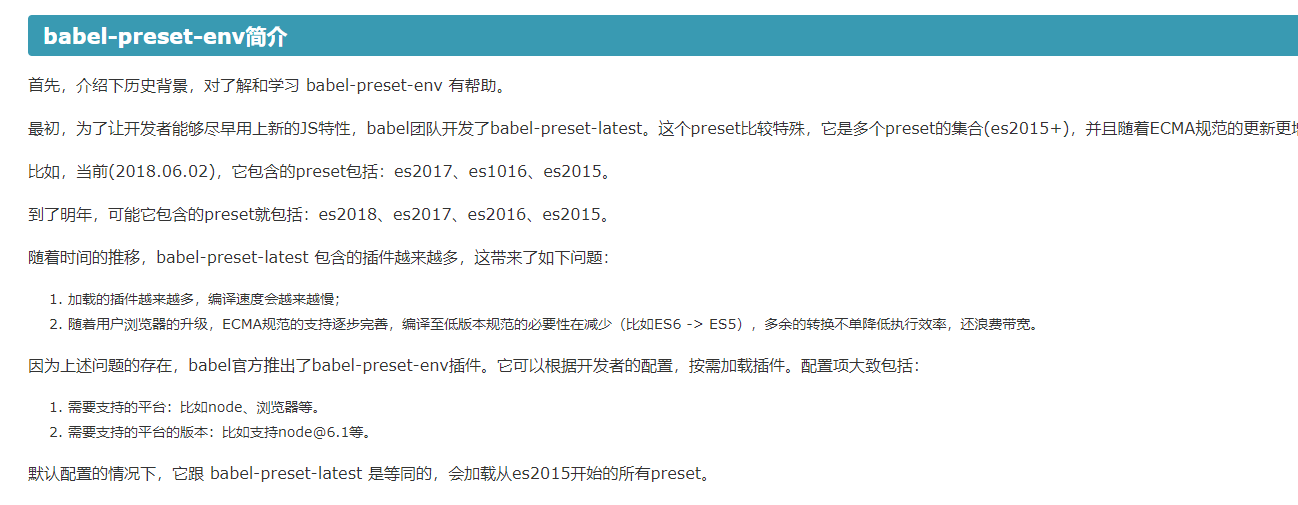 babel-preset-env简介
首先，介绍下历史背景，对了解和学习 babel-preset-env 有帮助。
最初，为了让开发者能够尽早用上新的JS特性，babel团队开发了babel-preset-latest。这个preset比较特殊，它是多个preset的集合(es2015+)，并且随着ECMA规范的更新更
比如，当前(2018.06.02)，它包含的preset包括：es2017、es1016、es2015。
到了明年，可能它包含的preset就包括：es2018、es2017、es2016、es2015。
随着时间的推移，babel-preset-latest 包含的插件越来越多，这带来了如下问题：
1. 加载的插件越来越多，编译速度会越来越慢；
2. 随着用户浏览器的升级，ECMA规范的支持逐步完善，编译至低版本规范的必要性在减少（比如ES6 -> ES5），多余的转换不单降低执行效率，还浪费带宽。
因为上述问题的存在，babel官方推出了babel-preset-env插件。它可以根据开发者的配置，按需加载插件。配置项大致包括：
1. 需要支持的平台：比如node、浏览器等。
2. 需要支持的平台的版本：比如支持node@6.1等。
默认配置的情况下，它跟 babel-preset-latest 是等同的，会加载从es2015开始的所有preset。